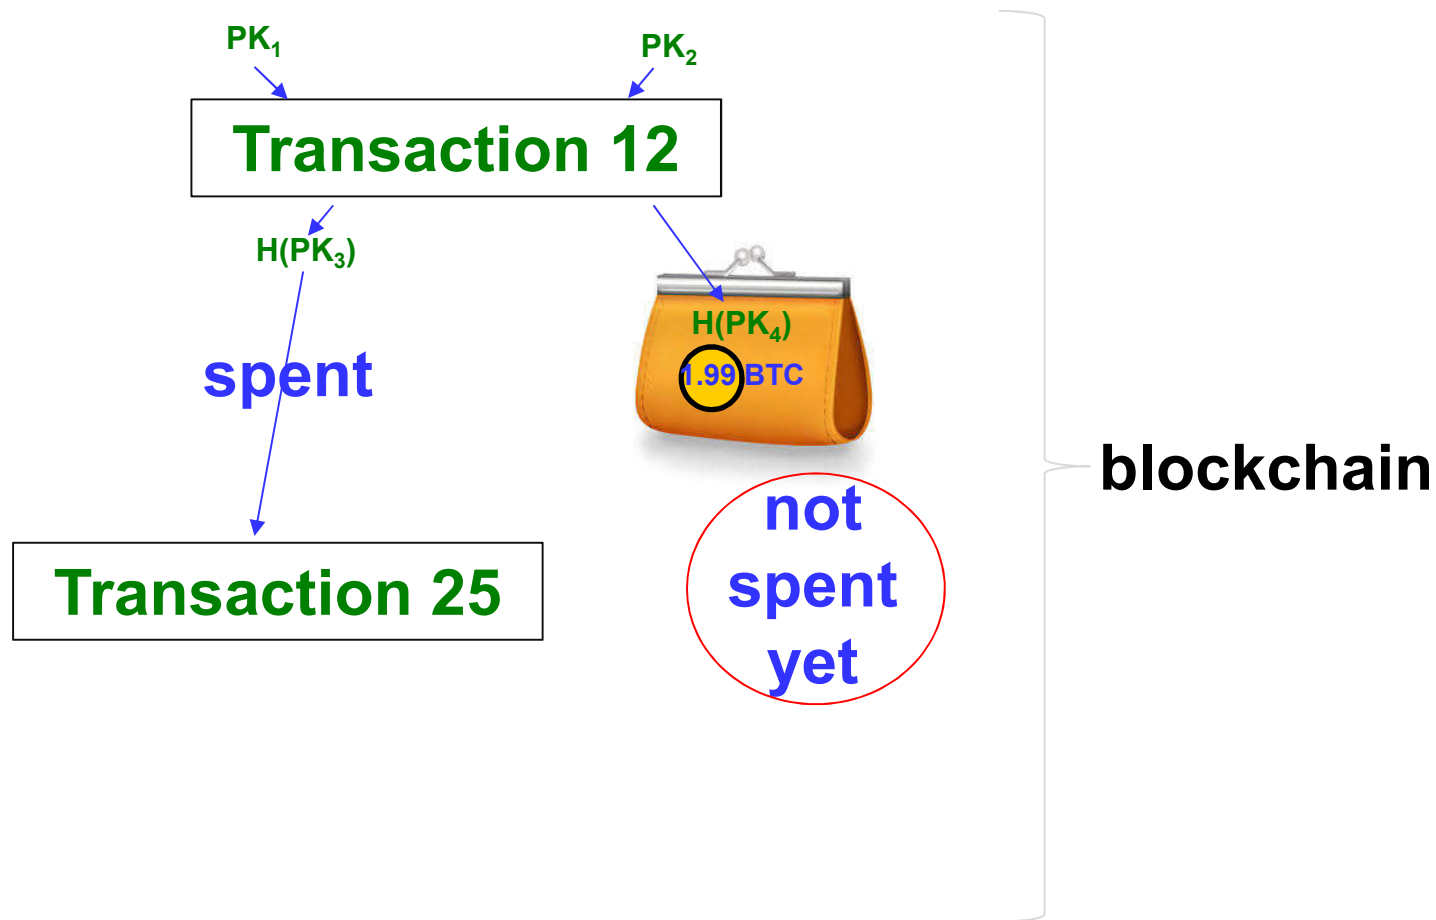 PK₁
PK₂
Transaction 12
H(PK₃)
H(PK₄)
spent
1.99 BTC
blockchain
not
spent
yet
Transaction 25